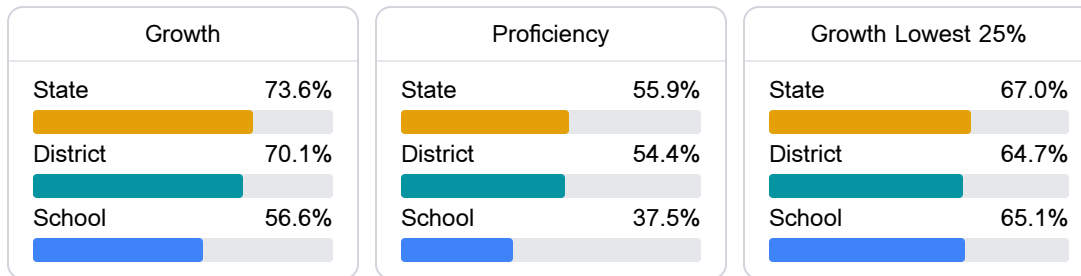 Growth
State 73.6%
District 70.1%
School 56.6%
Proficiency
State 55.9%
District 54.4%
School 37.5%
Growth Lowest 25%
State 67.0%
District 64.7%
School 65.1%